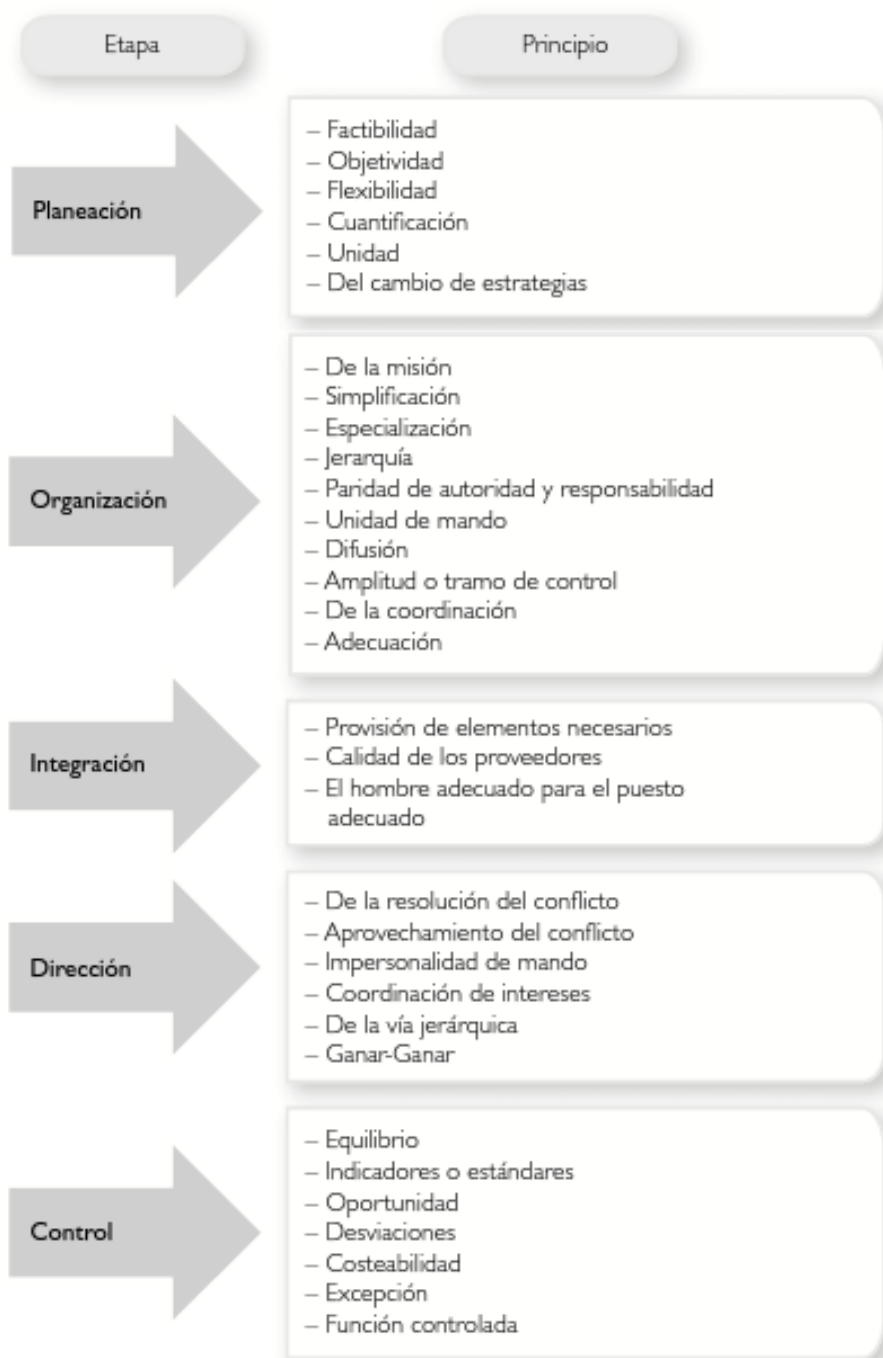 Etapa
Principio
Planeación
– Factibilidad
– Objetividad
– Flexibilidad
– Cuantificación
– Unidad
– Del cambio de estrategias
Organización
– De la misión
– Simplificación
– Especialización
– Jerarquía
– Paridad de autoridad y responsabilidad
– Unidad de mando
– Difusión
– Amplitud o tramo de control
– De la coordinación
– Adecuación
Integración
– Provisión de elementos necesarios
– Calidad de los proveedores
– El hombre adecuado para el puesto
adecuado
Dirección
– De la resolución del conflicto
– Aprovechamiento del conflicto
– Impersonalidad de mando
– Coordinación de intereses
– De la vía jerárquica
– Ganar-Ganar
Control
– Equilibrio
– Indicadores o estándares
– Oportunidad
– Desviaciones
– Costeabilidad
– Excepción
– Función controlada